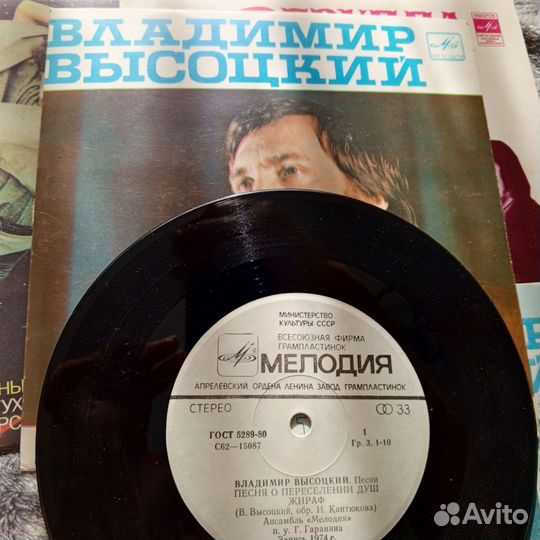 ВЛАДИМИР
ВЫСОЦКИЙ
МИНИСТЕРСТВО
КУЛЬТУРЫ СССР
ВСЕСОЮЗНАЯ ФИРМА
ГРАМПЛАСТИНОК
МЕЛОДИЯ
АПРЕЛЕВСКИЙ ОРДЕНА ЛЕНИНА ЗАВОД ГРАМПЛАСТИНОК
СТЕРЕО
33
ГОСТ 5289-80
1
С62—15087
Гр. 3. 1-10
ВЛАДИМИР ВЫСОЦКИЙ. Песни
ПЕСНЯ О ПЕРЕСЕЛЕНИИ ДУШ
ЖИРАФ
(В. Высоцкий, обр. И. Кантюкова)
Ансамбль «Мелодия»
п. у. Г. Гараняна
Запись 1974 г.
Avito